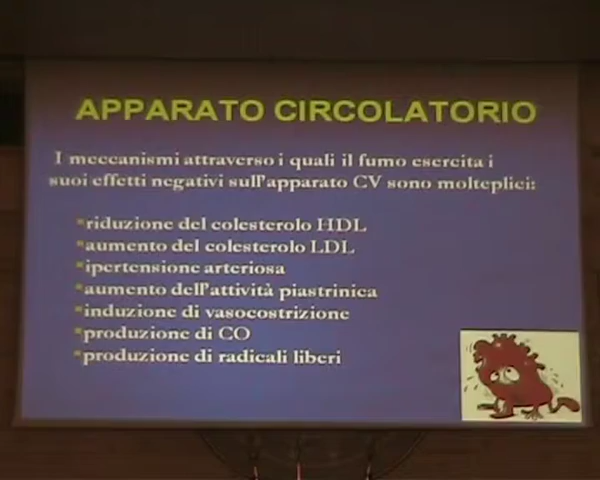 APPARATO CIRCOLATORIO
I meccanismi attraverso i quali il fumo esercita i
suoi effetti negativi sull'apparato CV sono molteplici:
riduzione del colesterolo HDL
aumento del colesterolo LDL
ipertensione arteriosa
aumento dell'attività piastrinica
induzione di vasocostrizione
produzione di CO
produzione di radicali liberi